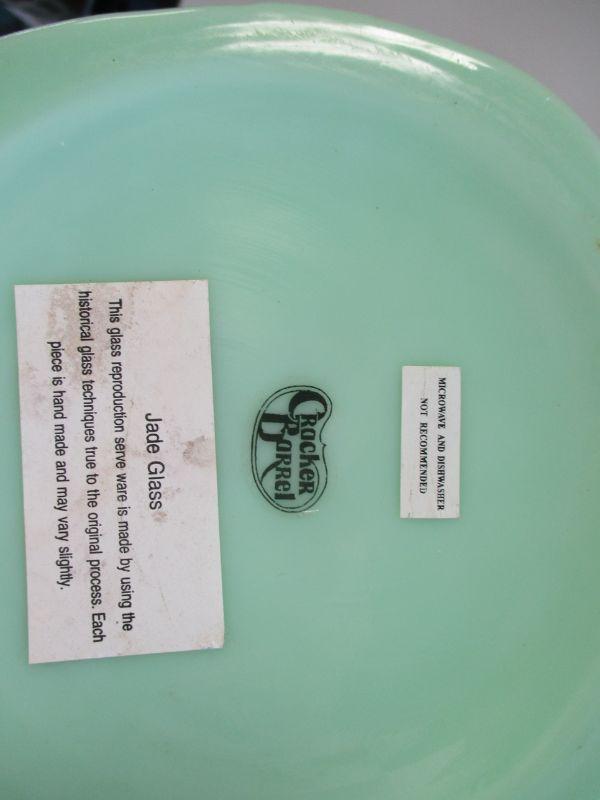 Jade Glass
This glass reproduction serve ware is made by using the
historical glass techniques true to the original process. Each
piece is hand made and may vary slightly.
Cracker
Barrel
MICROWAVE AND DISHWASHER
NOT RECOMMENDED